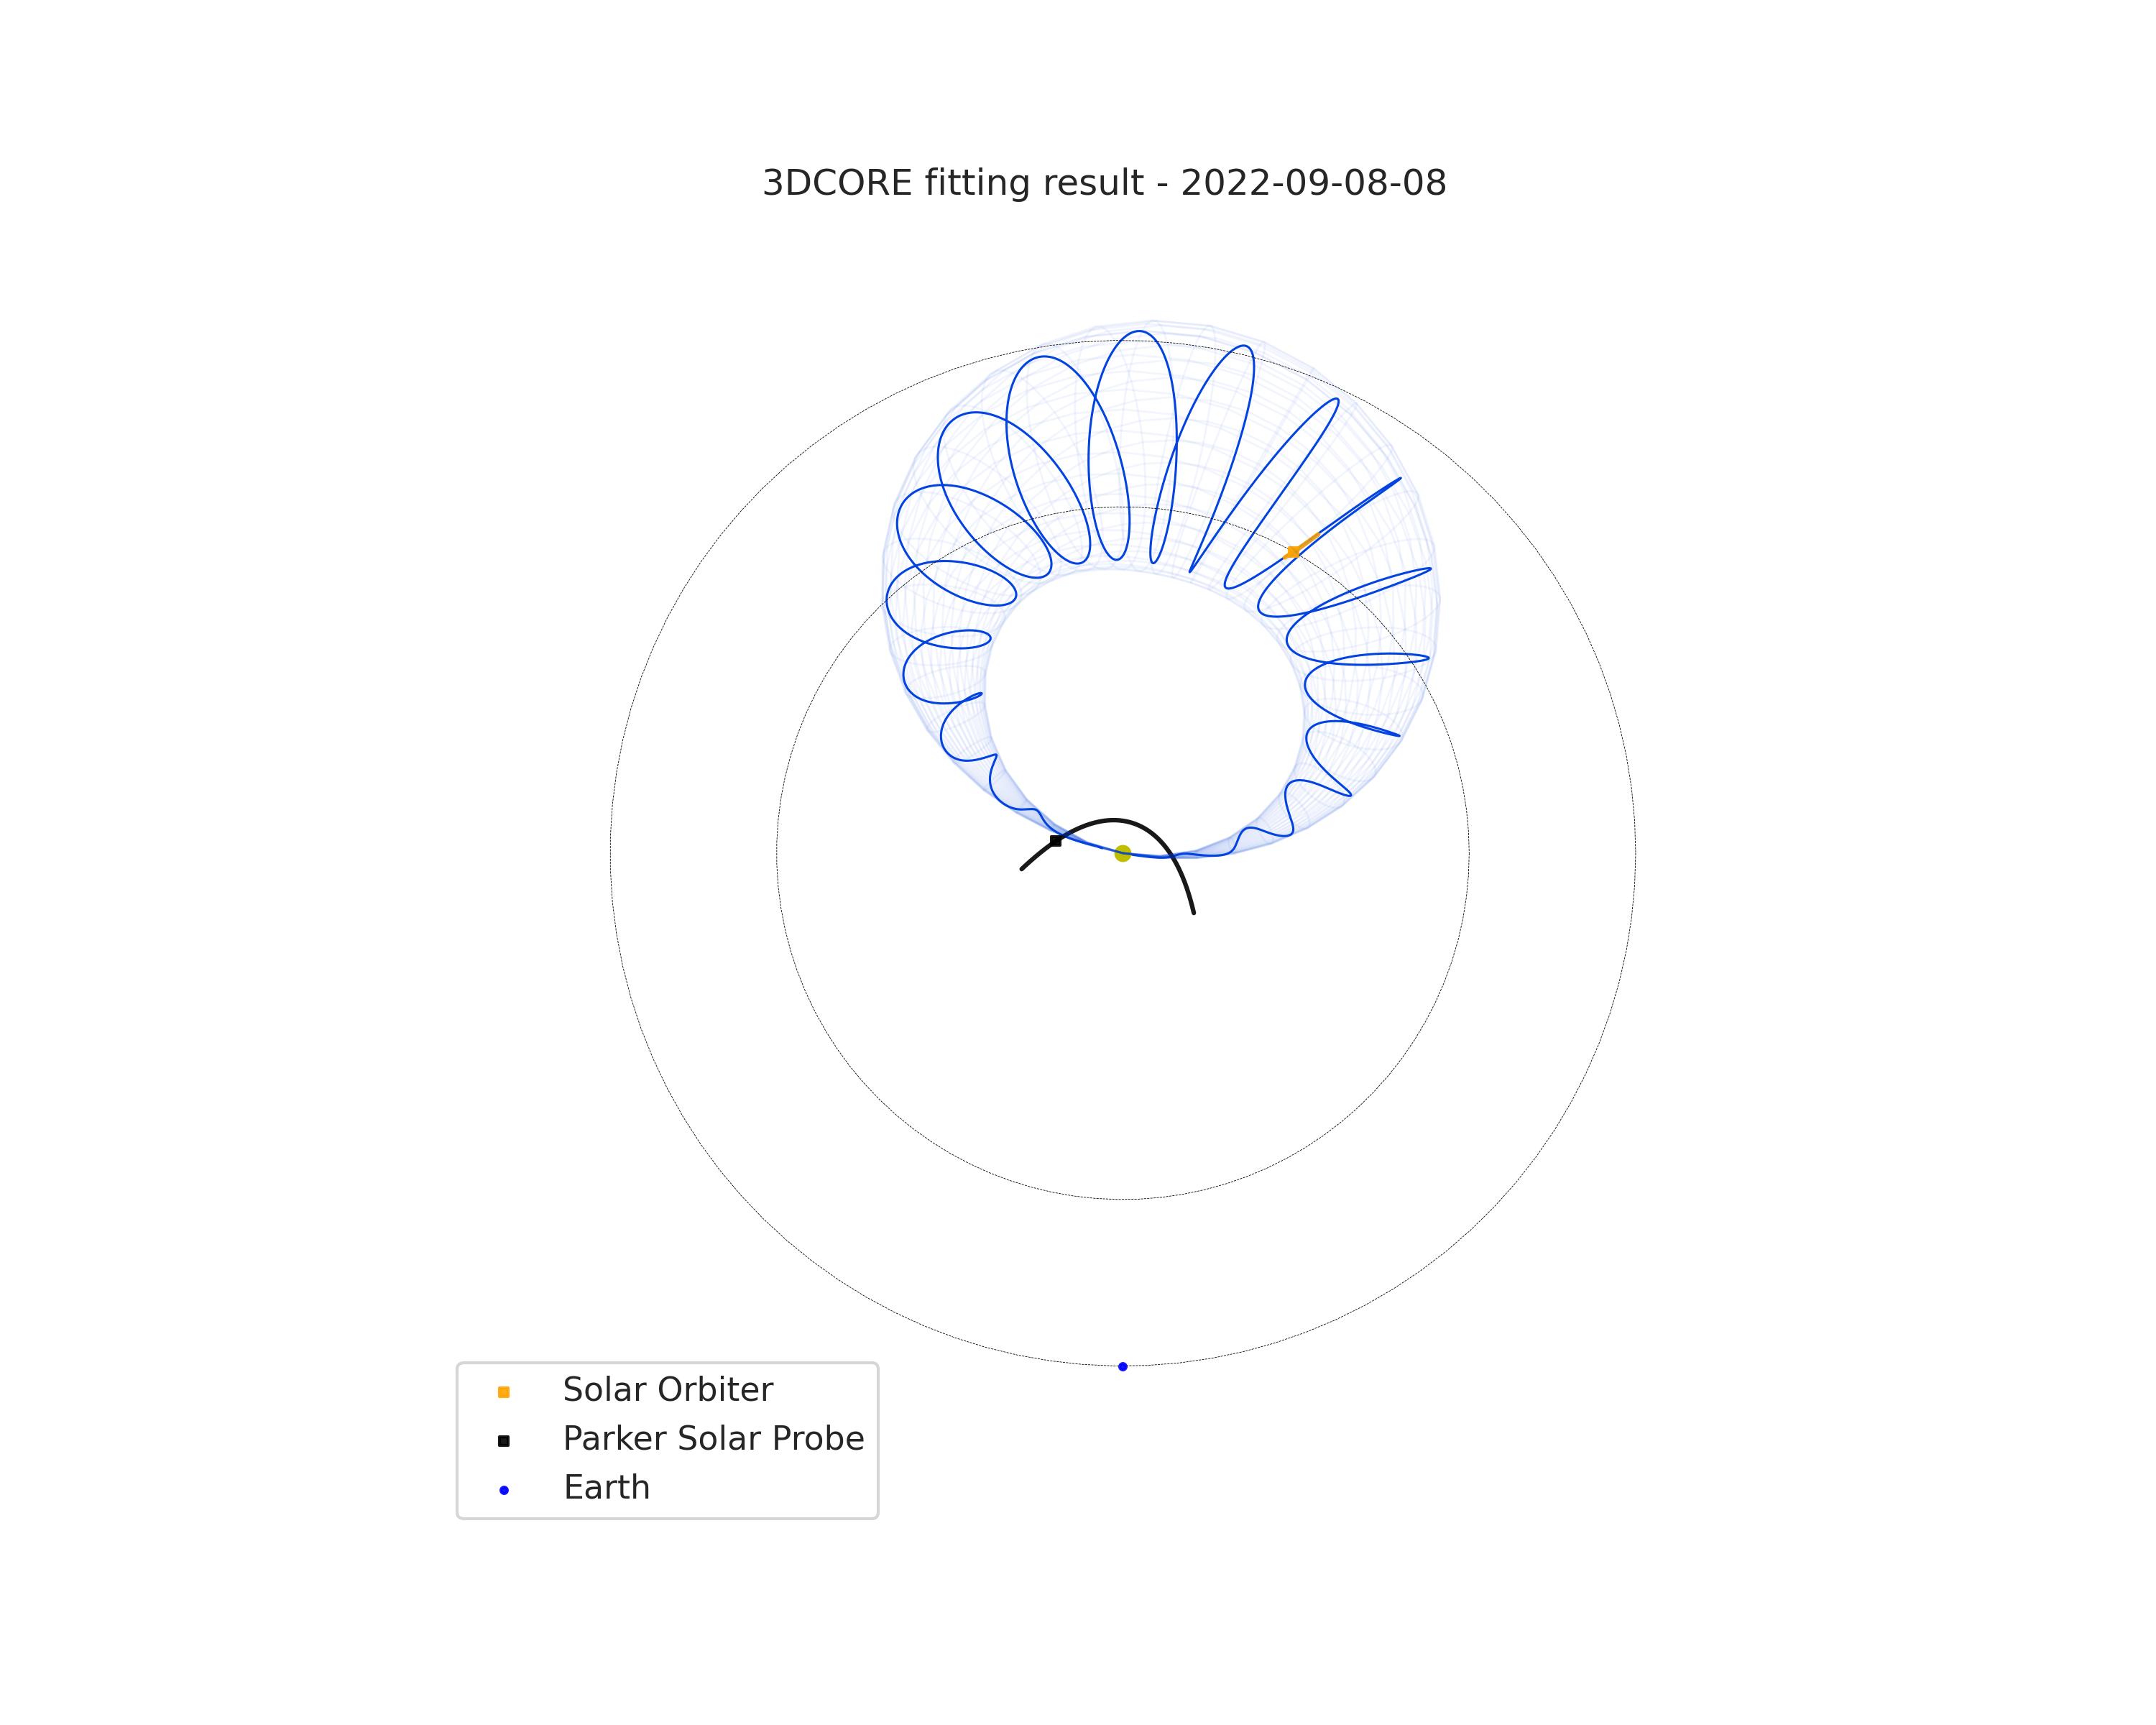 3DCORE fitting result - 2022-09-08-08
Solar Orbiter
Parker Solar Probe
Earth